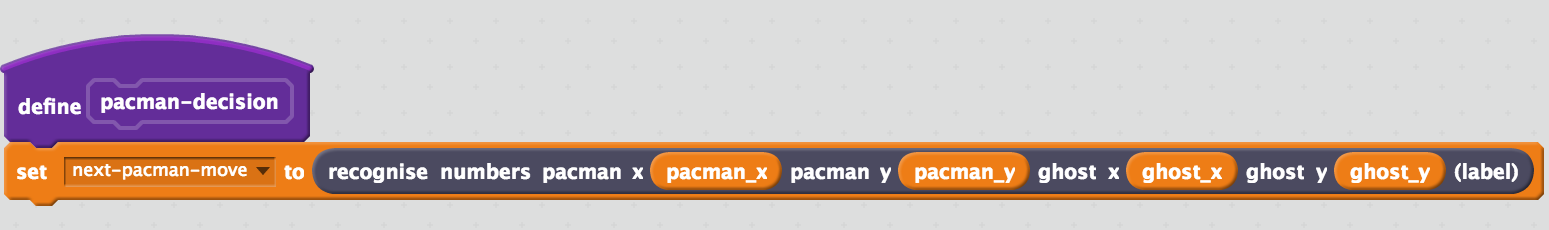 define pacman-decision
set next-pacman-move to recognise numbers pacman x pacman_x pacman y pacman_y ghost x ghost_x ghost y ghost_y (label)